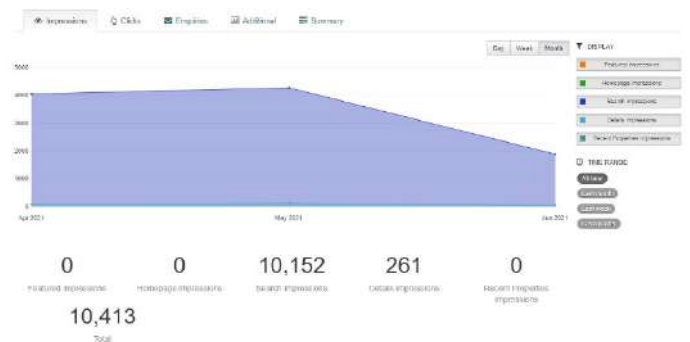 Impressions Clicks Enquiries Additional Summary
Day Week Month
DISPLAY
Featured Impressions
Homepage Impressions
Search Impressions
Details Impressions
Recent Properties Impressions
TIME RANGE
All time
5000
4000
3000
2000
1000
0
Apr 2021 May 2021 Jun 2021
0 0 10,152 261 0
Featured Impressions Homepage Impressions Search Impressions Details Impressions Recent Properties
Impressions
10,413
Total